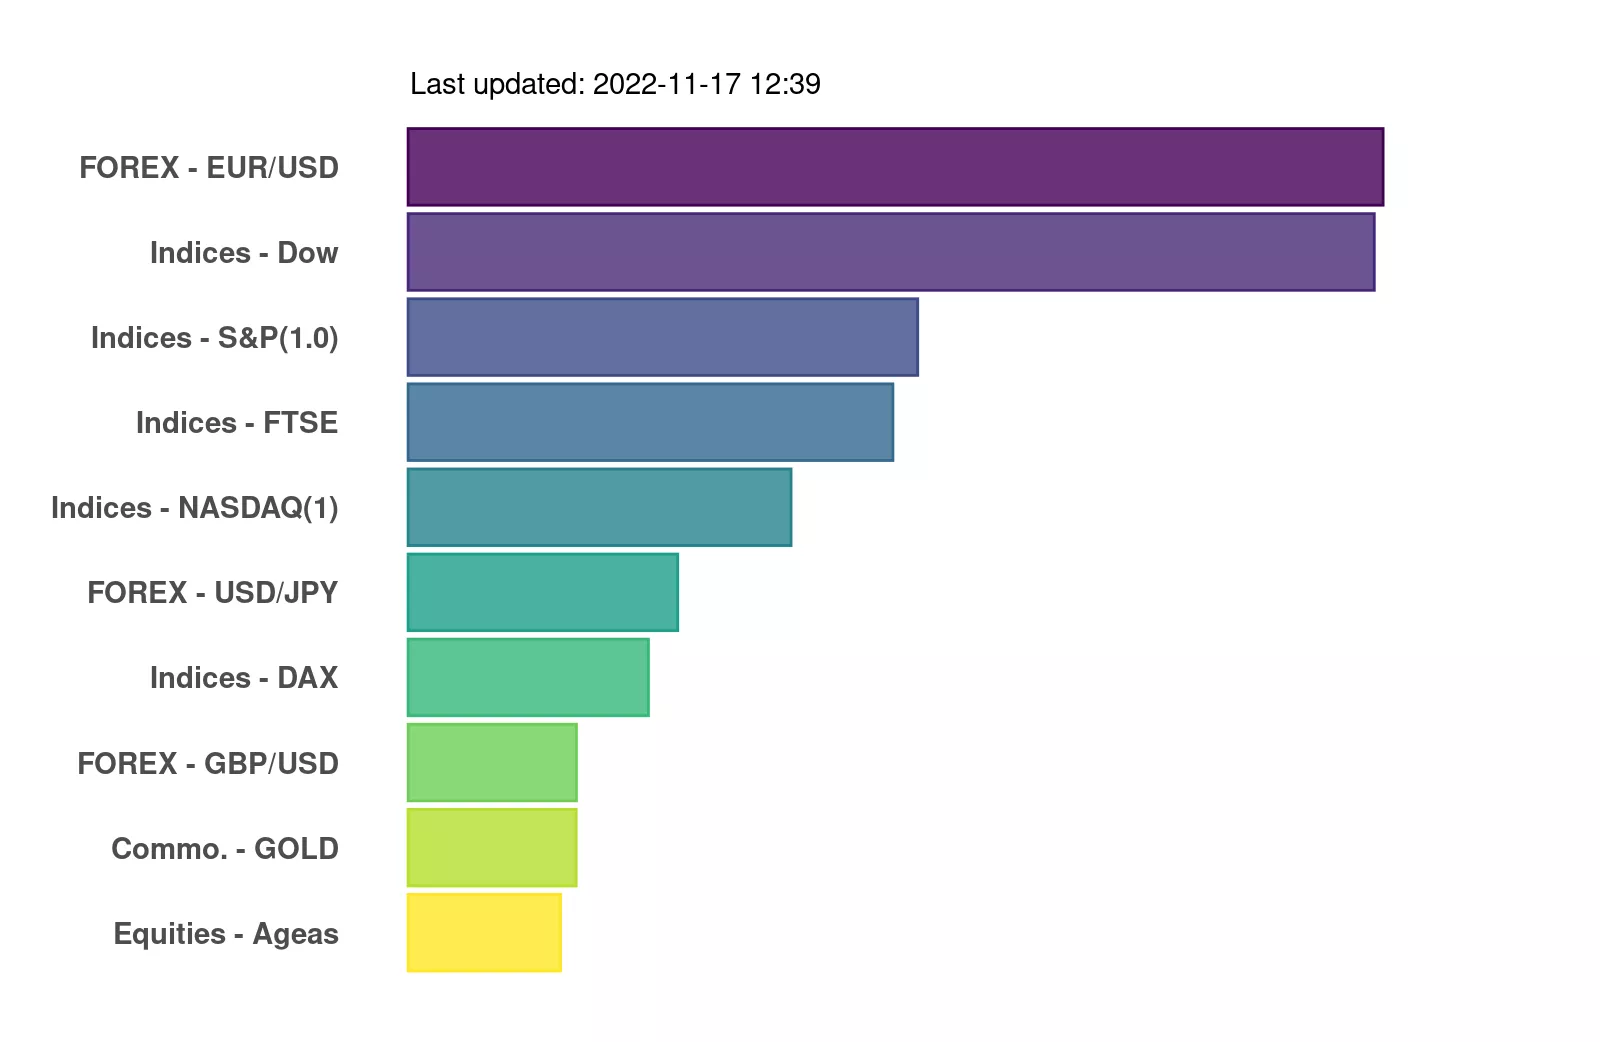 Last updated: 2022-11-17 12:39
FOREX - EUR/USD
Indices - Dow
Indices - S&P(1.0)
Indices - FTSE
Indices - NASDAQ(1)
FOREX - USD/JPY
Indices - DAX
FOREX - GBP/USD
Commo. - GOLD
Equities - Ageas